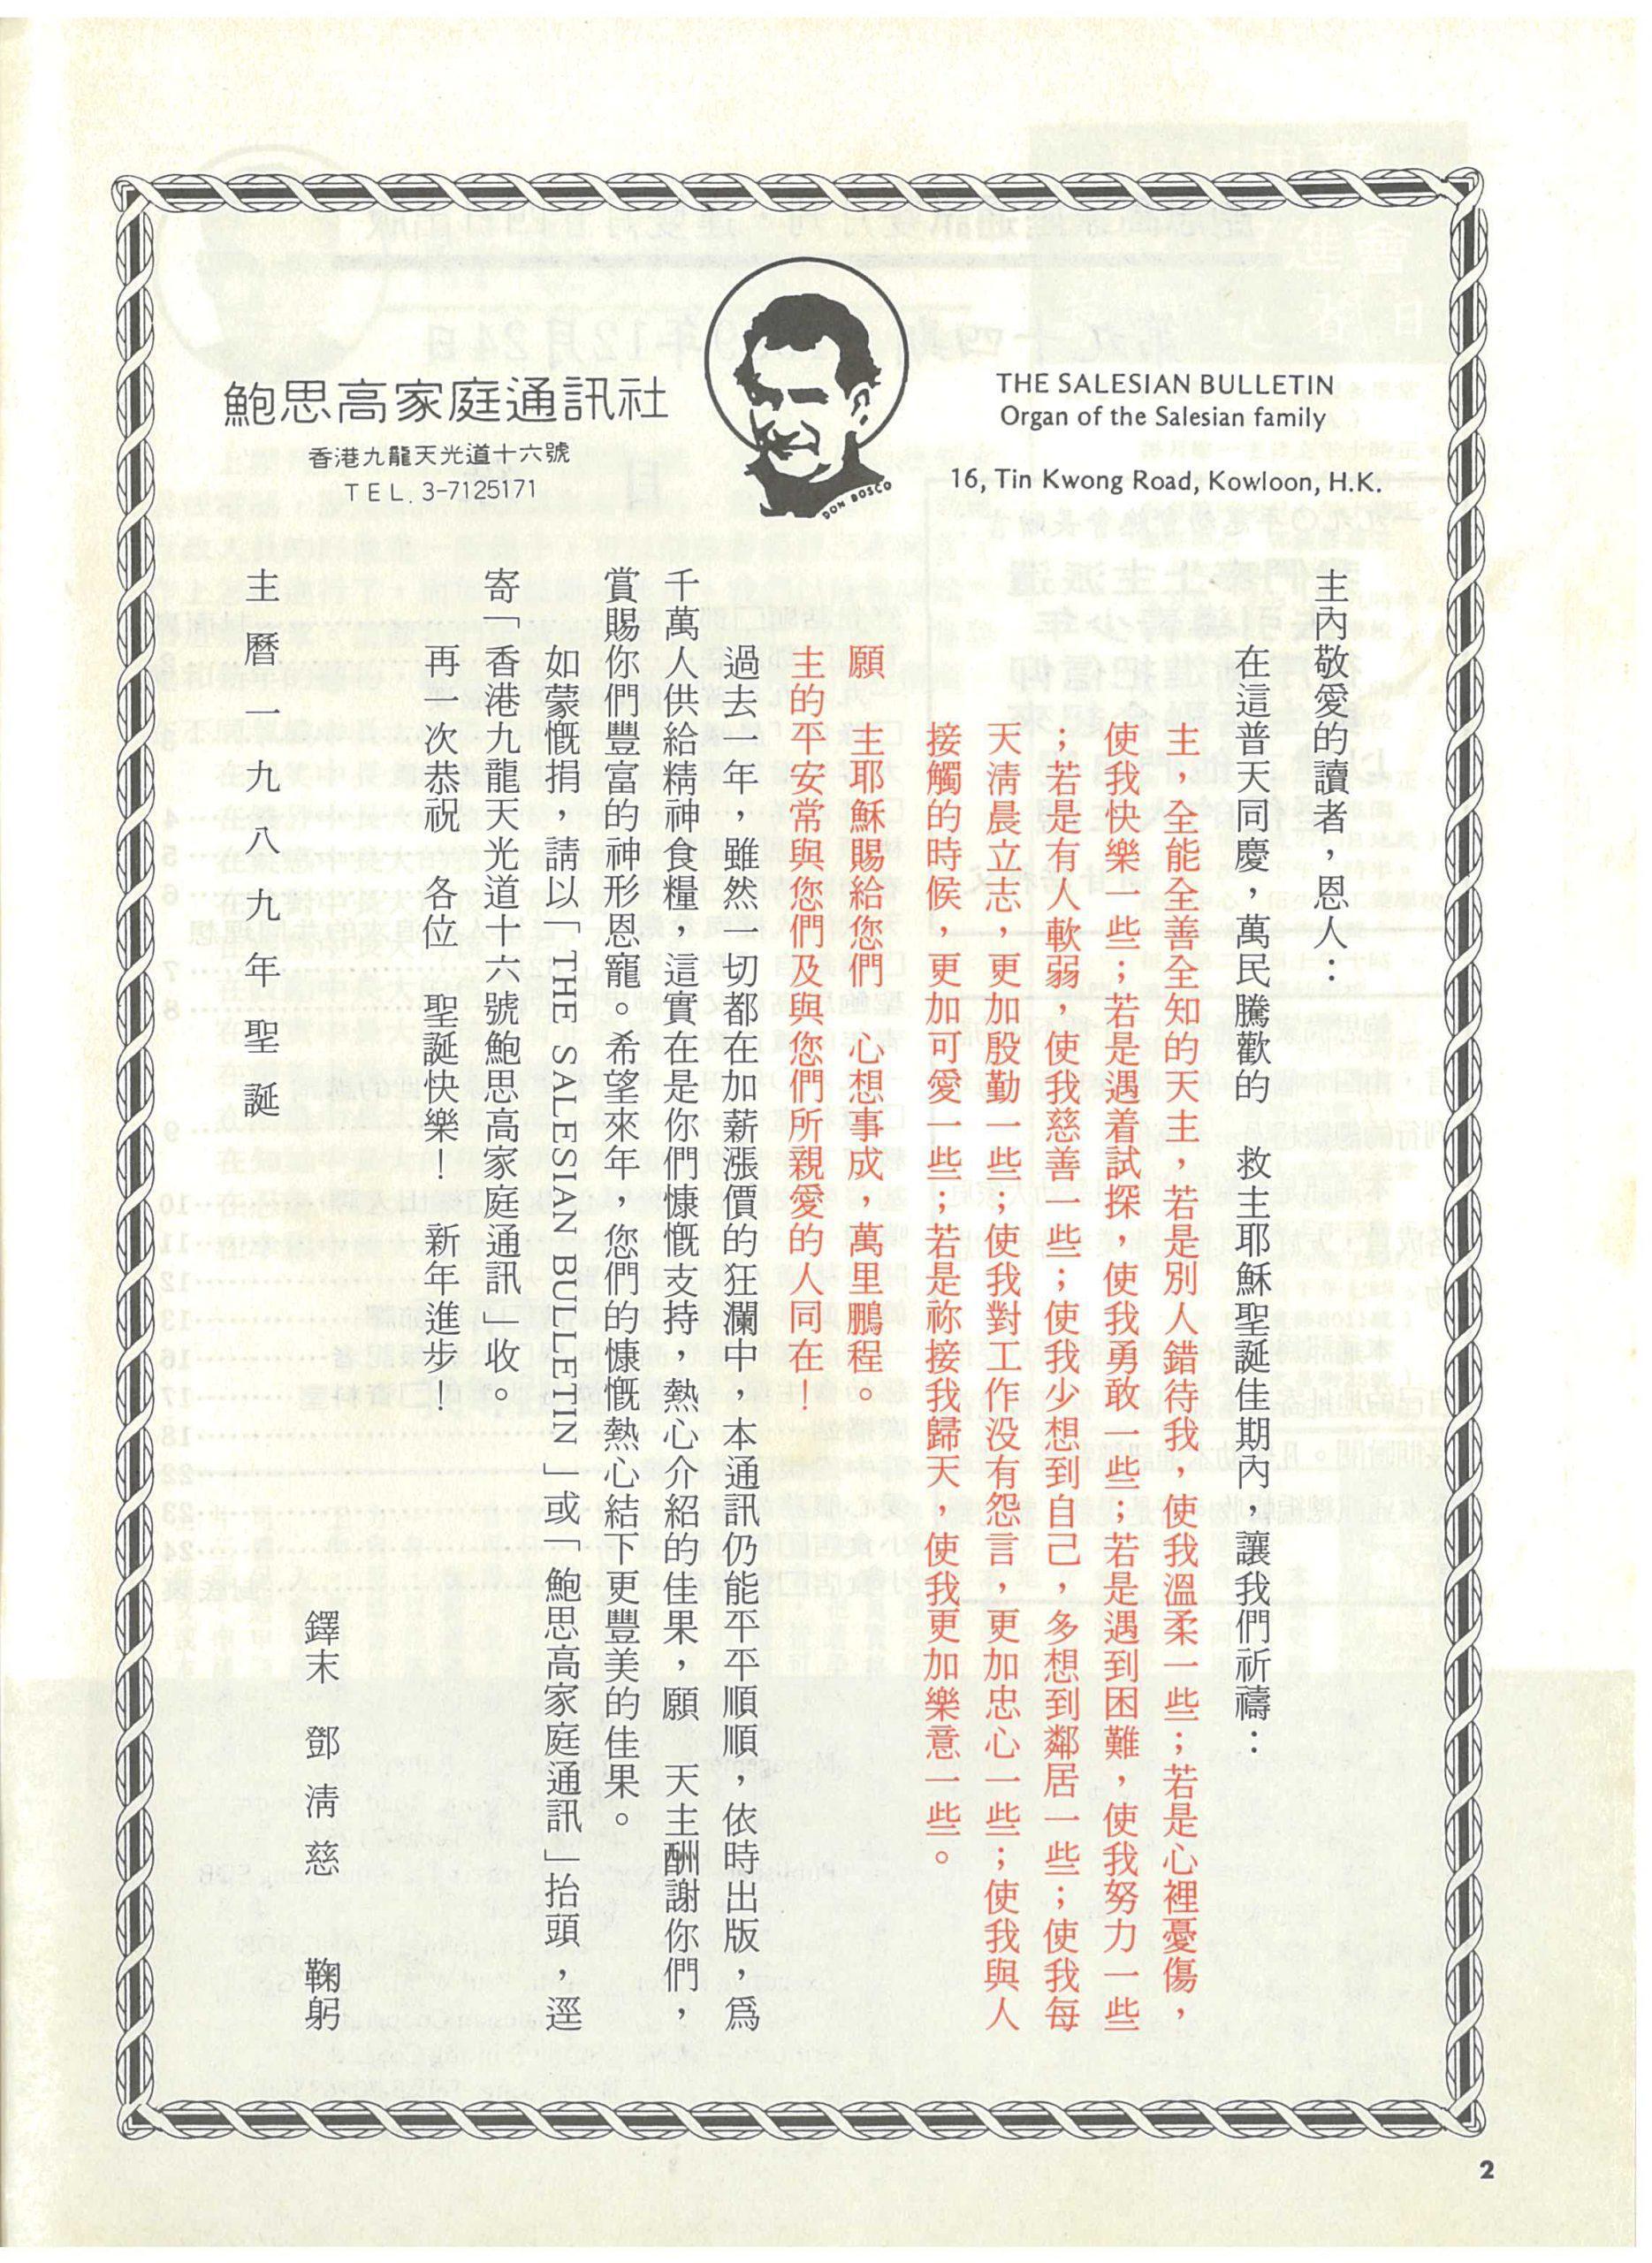 鮑思高家庭通訊社
香港九龍天光道十六號
TEL. 3-7125171
DON BOSCO
THE SALESIAN BULLETIN
Organ of the Salesian family
16, Tin Kwong Road, Kowloon, H.K.
主內敬愛的讀者，恩人：
在這普天同慶，萬民騰歡的　救主耶穌聖誕佳期內，讓我們祈禱：
主，全能全善全知的天主，若是別人錯待我，使我溫柔一些；若是心裡憂傷，
使我快樂一些；若是遇着試探，使我勇敢一些；若是遇到困難，使我努力一些
；若是有人軟弱，使我慈善一些；使我少想到自己，多想到鄰居一些；使我每
天淸晨立志，更加殷勤一些；使我對工作没有怨言，更加忠心一些；使我與人
接觸的時候，更加可愛一些；若是祢接我歸天，使我更加樂意一些。
願　主耶穌賜給您們　心想事成，萬里鵬程。
主的平安常與您們及與您們所親愛的人同在！
過去一年，雖然一切都在加薪漲價的狂瀾中，本通訊仍能平平順順，依時出版，爲
千萬人供給精神食糧，這實在是你們慷慨支持，熱心介紹的佳果，願　天主酬謝你們，
賞賜你們豐富的神形恩寵。希望來年，您們的慷慨熱心結下更豐美的佳果。
如蒙慨捐，請以「THE SALESIAN BULLETIN」或「鮑思高家庭通訊」抬頭，逕
寄「香港九龍天光道十六號鮑思高家庭通訊」收。
再一次恭祝　各位　聖誕快樂！　新年進步！
鐸末　鄧淸慈　鞠躬
主曆一九八九年聖誕
2